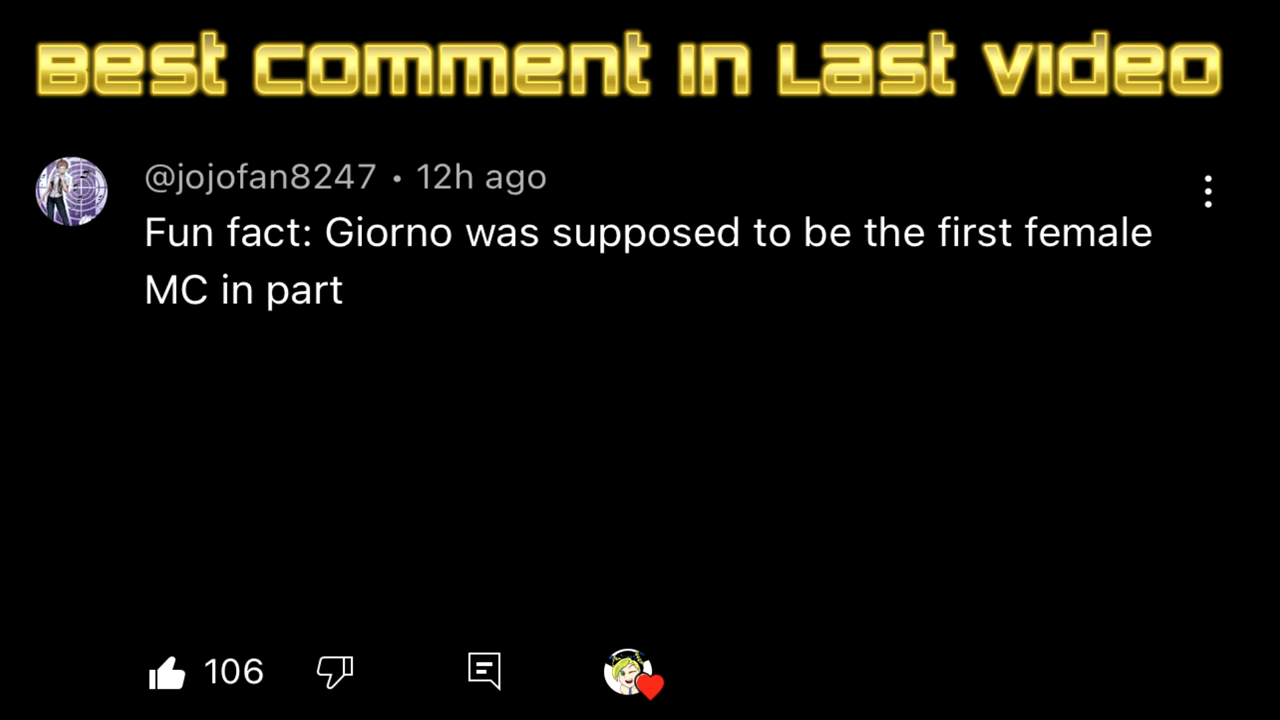 Best comment in Last video
@jojofan8247 • 12h ago
Fun fact: Giorno was supposed to be the first female
MC in part
106